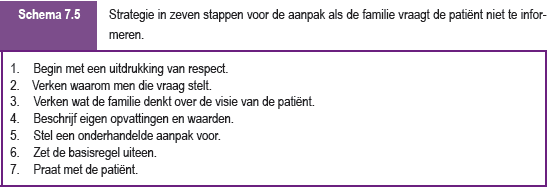 Schema 7.5
Strategie in zeven stappen voor de aanpak als de familie vraagt de patiënt niet te infor-
meren.
1. Begin met een uitdrukking van respect.
2. Verken waarom men die vraag stelt.
3. Verken wat de familie denkt over de visie van de patiënt.
4. Beschrijf eigen opvattingen en waarden.
5. Stel een onderhandelde aanpak voor.
6. Zet de basisregel uiteen.
7. Praat met de patiënt.